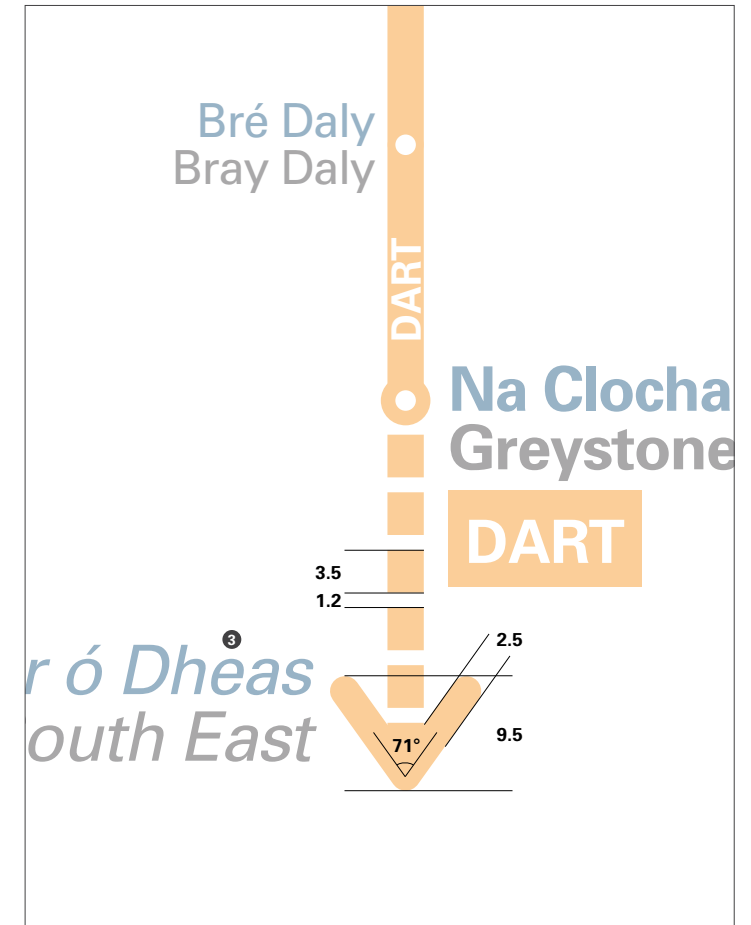 Bré Daly
Bray Daly
DART
Na Clocha
Greystone
DART
3.5
1.2
3
r ó Dheas
outh East
2.5
9.5
71°